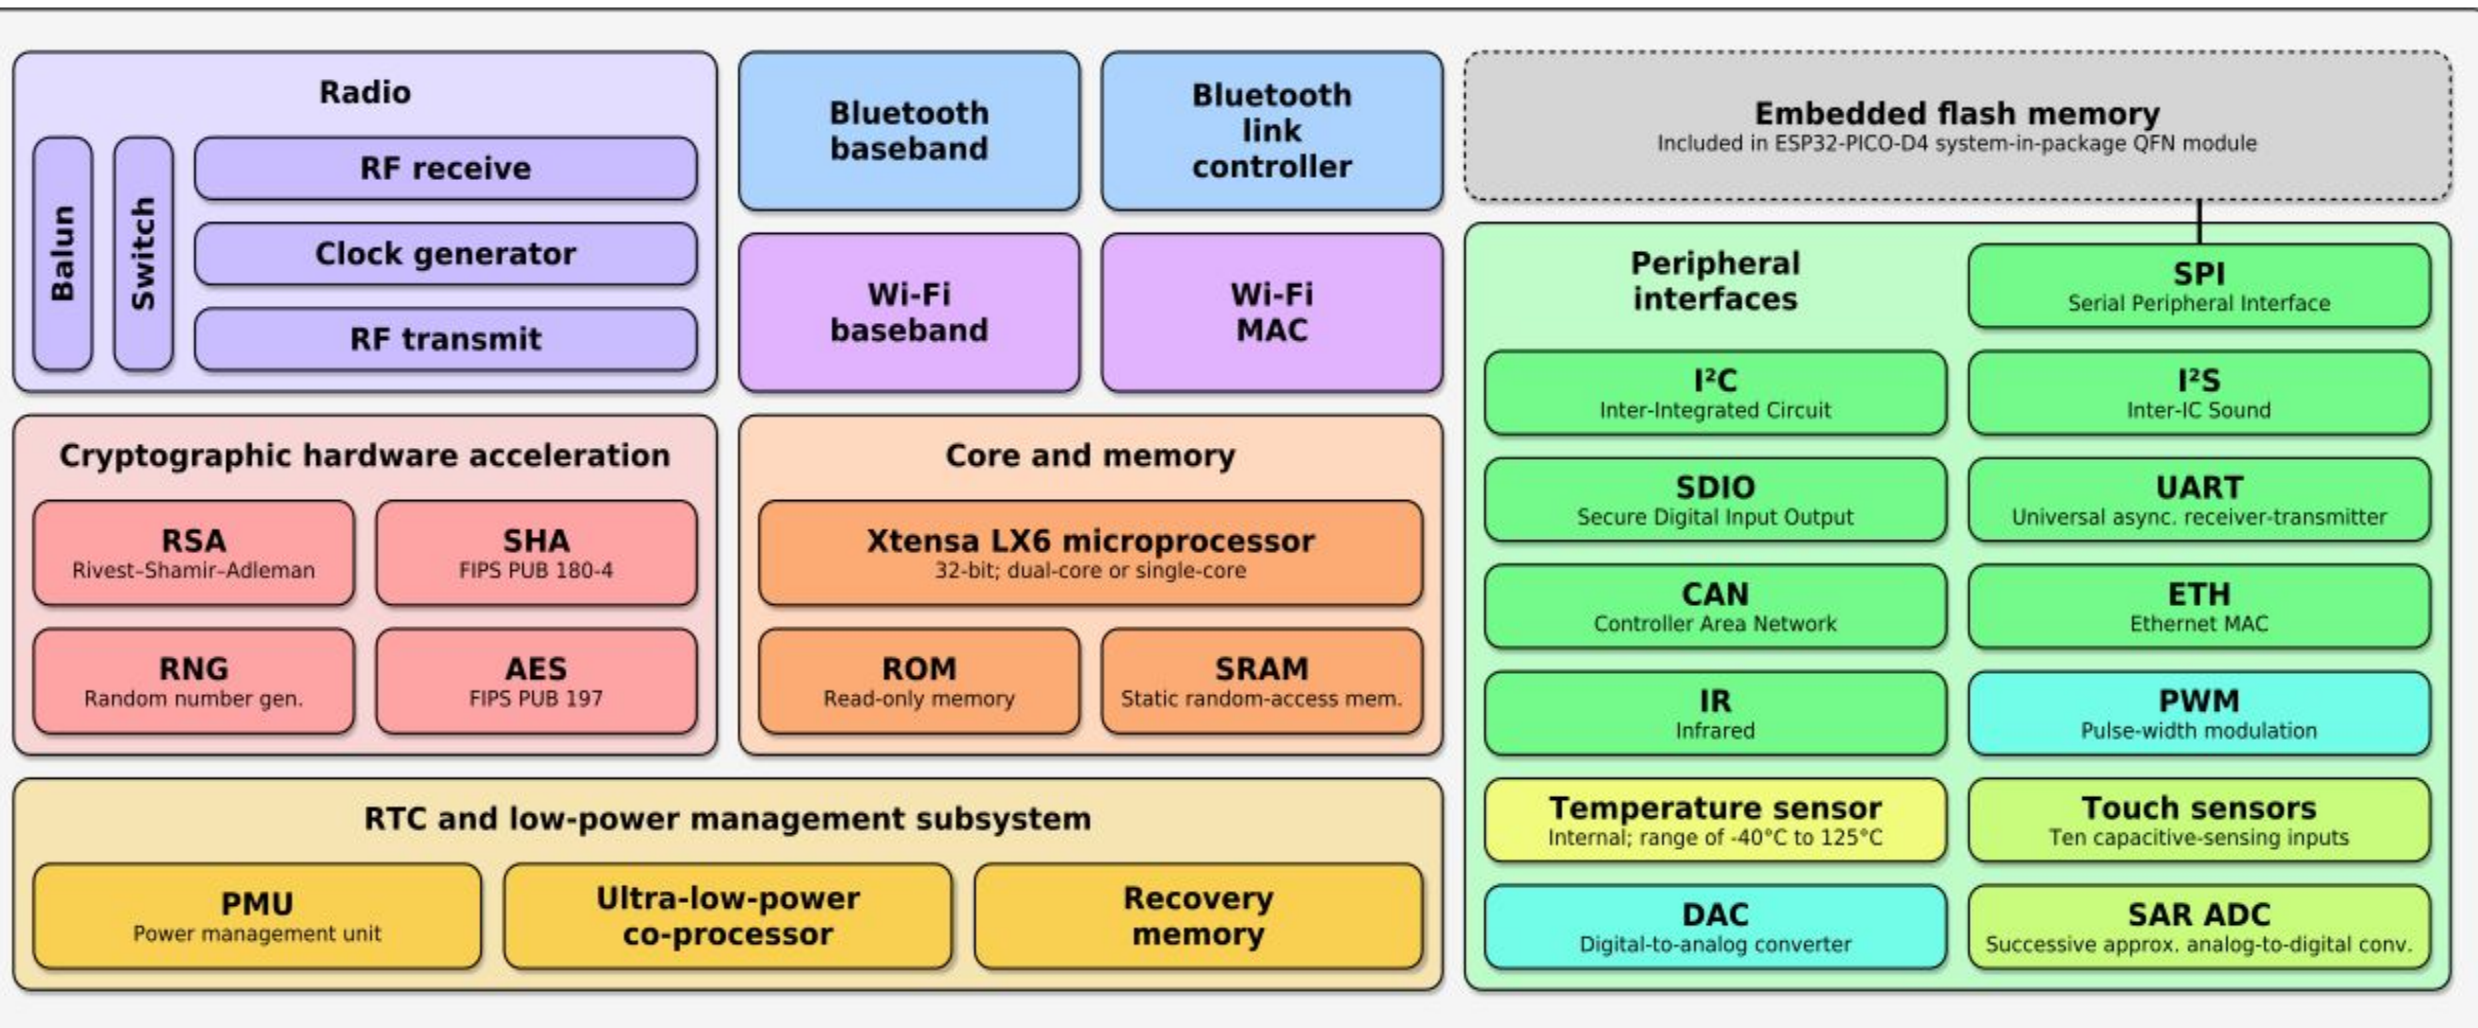 Radio
Balun
Switch
RF receive
Clock generator
RF transmit
Bluetooth
baseband
Bluetooth
link
controller
Wi-Fi
baseband
Wi-Fi
MAC
Embedded flash memory
Included in ESP32-PICO-D4 system-in-package QFN module
Cryptographic hardware acceleration
RSA
Rivest–Shamir–Adleman
SHA
FIPS PUB 180-4
RNG
Random number gen.
AES
FIPS PUB 197
Core and memory
Xtensa LX6 microprocessor
32-bit; dual-core or single-core
ROM
Read-only memory
SRAM
Static random-access mem.
RTC and low-power management subsystem
PMU
Power management unit
Ultra-low-power
co-processor
Recovery
memory
Peripheral
interfaces
SPI
Serial Peripheral Interface
I²C
Inter-Integrated Circuit
I²S
Inter-IC Sound
SDIO
Secure Digital Input Output
UART
Universal async. receiver-transmitter
CAN
Controller Area Network
ETH
Ethernet MAC
IR
Infrared
PWM
Pulse-width modulation
Temperature sensor
Internal; range of -40°C to 125°C
Touch sensors
Ten capacitive-sensing inputs
DAC
Digital-to-analog converter
SAR ADC
Successive approx. analog-to-digital conv.